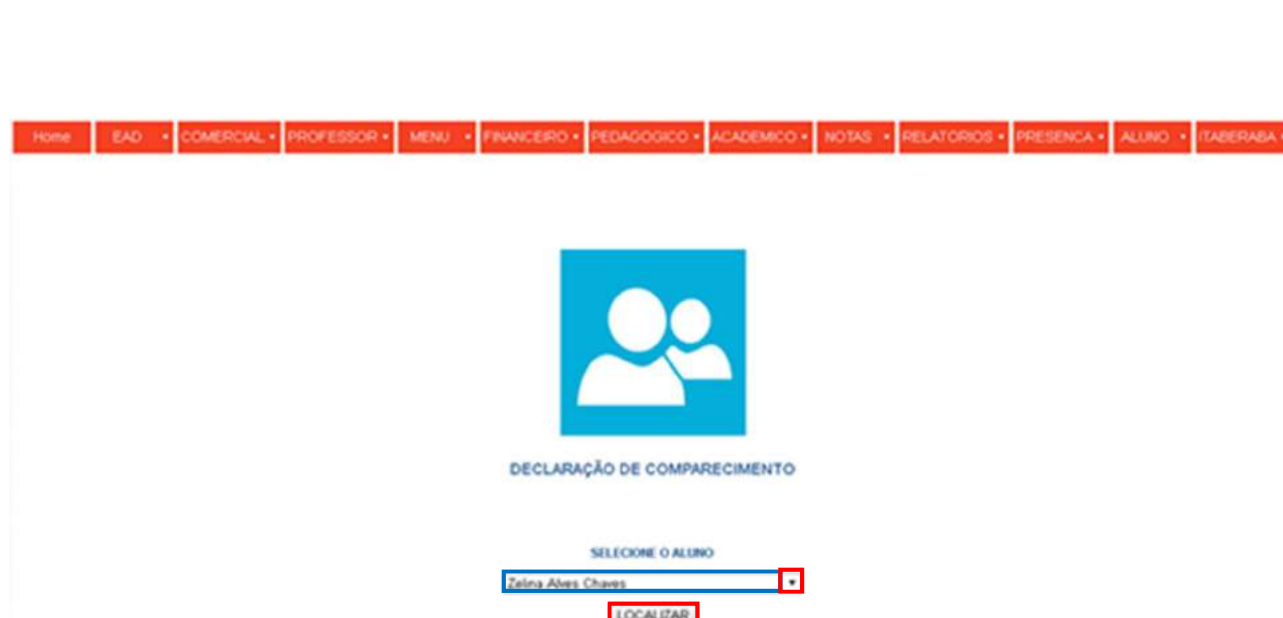 Home EAD COMERCIAL PROFESSOR MENU FINANCEIRO PEDAGOGICO ACADEMICO NOTAS RELATORIOS PRESENCA ALUNO ITABERABA
DECLARAÇÃO DE COMPARECIMENTO
SELECIONE O ALUNO
Zelina Alves Chaves
LOCALIZAR